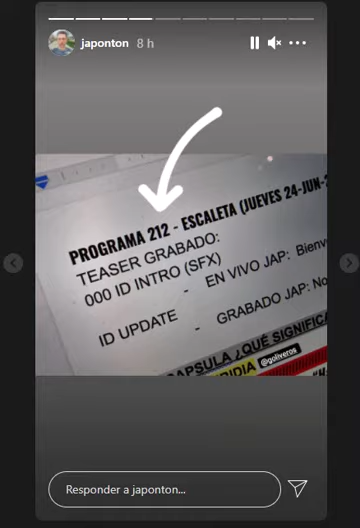 japonton 8 h
PROGRAMA 212 - ESCALETA (JUEVES 24-JUN-
TEASER GRABADO:
000 ID INTRO (SFX)
- EN VIVO JAP: Bienv
ID UPDATE
- GRABADO JAP: No
APSULA ¿QUÉ SIGNIFICA
@goliveros
Responder a japonton...